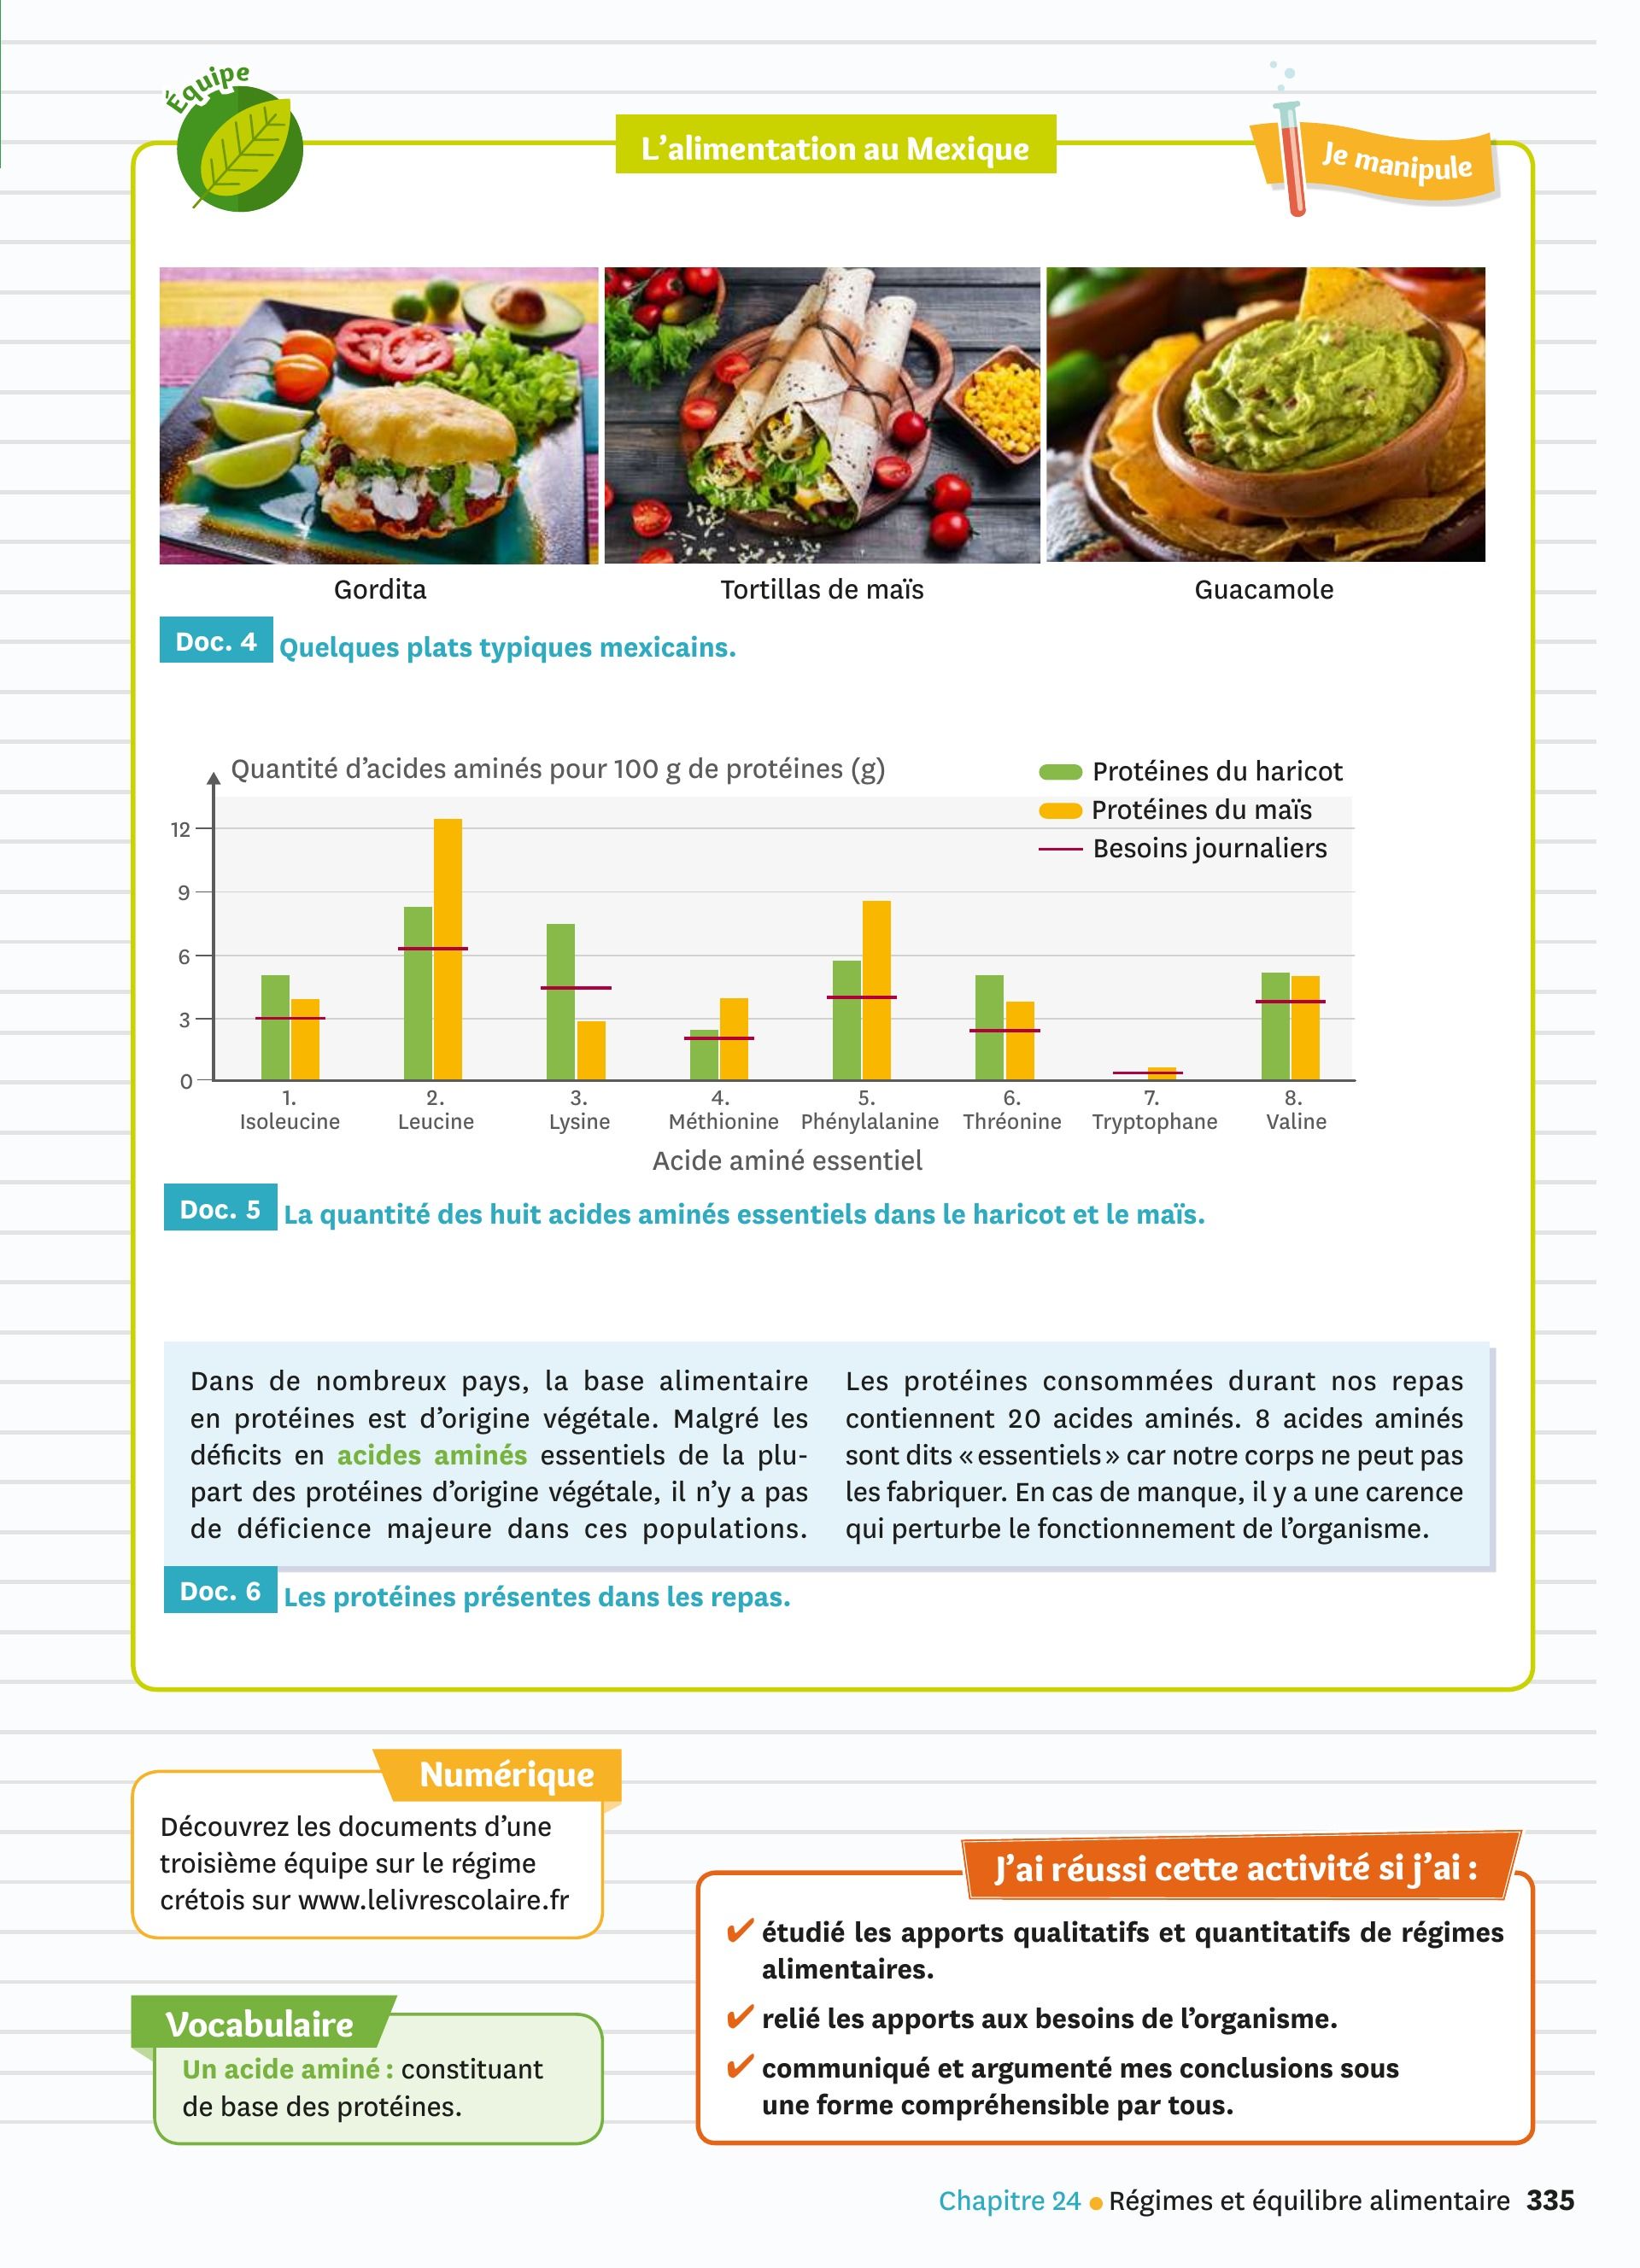 Équipe
L'alimentation au Mexique
Je manipule
Gordita
Tortillas de maïs
Guacamole
Doc. 4 Quelques plats typiques mexicains.
Quantité d'acides aminés pour 100 g de protéines (g)
Protéines du haricot
Protéines du maïs
Besoins journaliers
12
9
6
3
0
1. 2. 3. 4. 5. 6. 7. 8.
Isoleucine Leucine Lysine Méthionine Phénylalanine Thréonine Tryptophane Valine
Acide aminé essentiel
Doc. 5 La quantité des huit acides aminés essentiels dans le haricot et le maïs.
Dans de nombreux pays, la base alimentaire
en protéines est d'origine végétale. Malgré les
déficits en acides aminés essentiels de la plu-
part des protéines d'origine végétale, il n'y a pas
de déficience majeure dans ces populations.
Les protéines consommées durant nos repas
contiennent 20 acides aminés. 8 acides aminés
sont dits « essentiels » car notre corps ne peut pas
les fabriquer. En cas de manque, il y a une carence
qui perturbe le fonctionnement de l'organisme.
Doc. 6 Les protéines présentes dans les repas.
Numérique
Découvrez les documents d'une
troisième équipe sur le régime
crétois sur www.lelivrescolaire.fr
Vocabulaire
Un acide aminé : constituant
de base des protéines.
J'ai réussi cette activité si j'ai :
✔ étudié les apports qualitatifs et quantitatifs de régimes
alimentaires.
✔ relié les apports aux besoins de l'organisme.
✔ communiqué et argumenté mes conclusions sous
une forme compréhensible par tous.
Chapitre 24 • Régimes et équilibre alimentaire 335